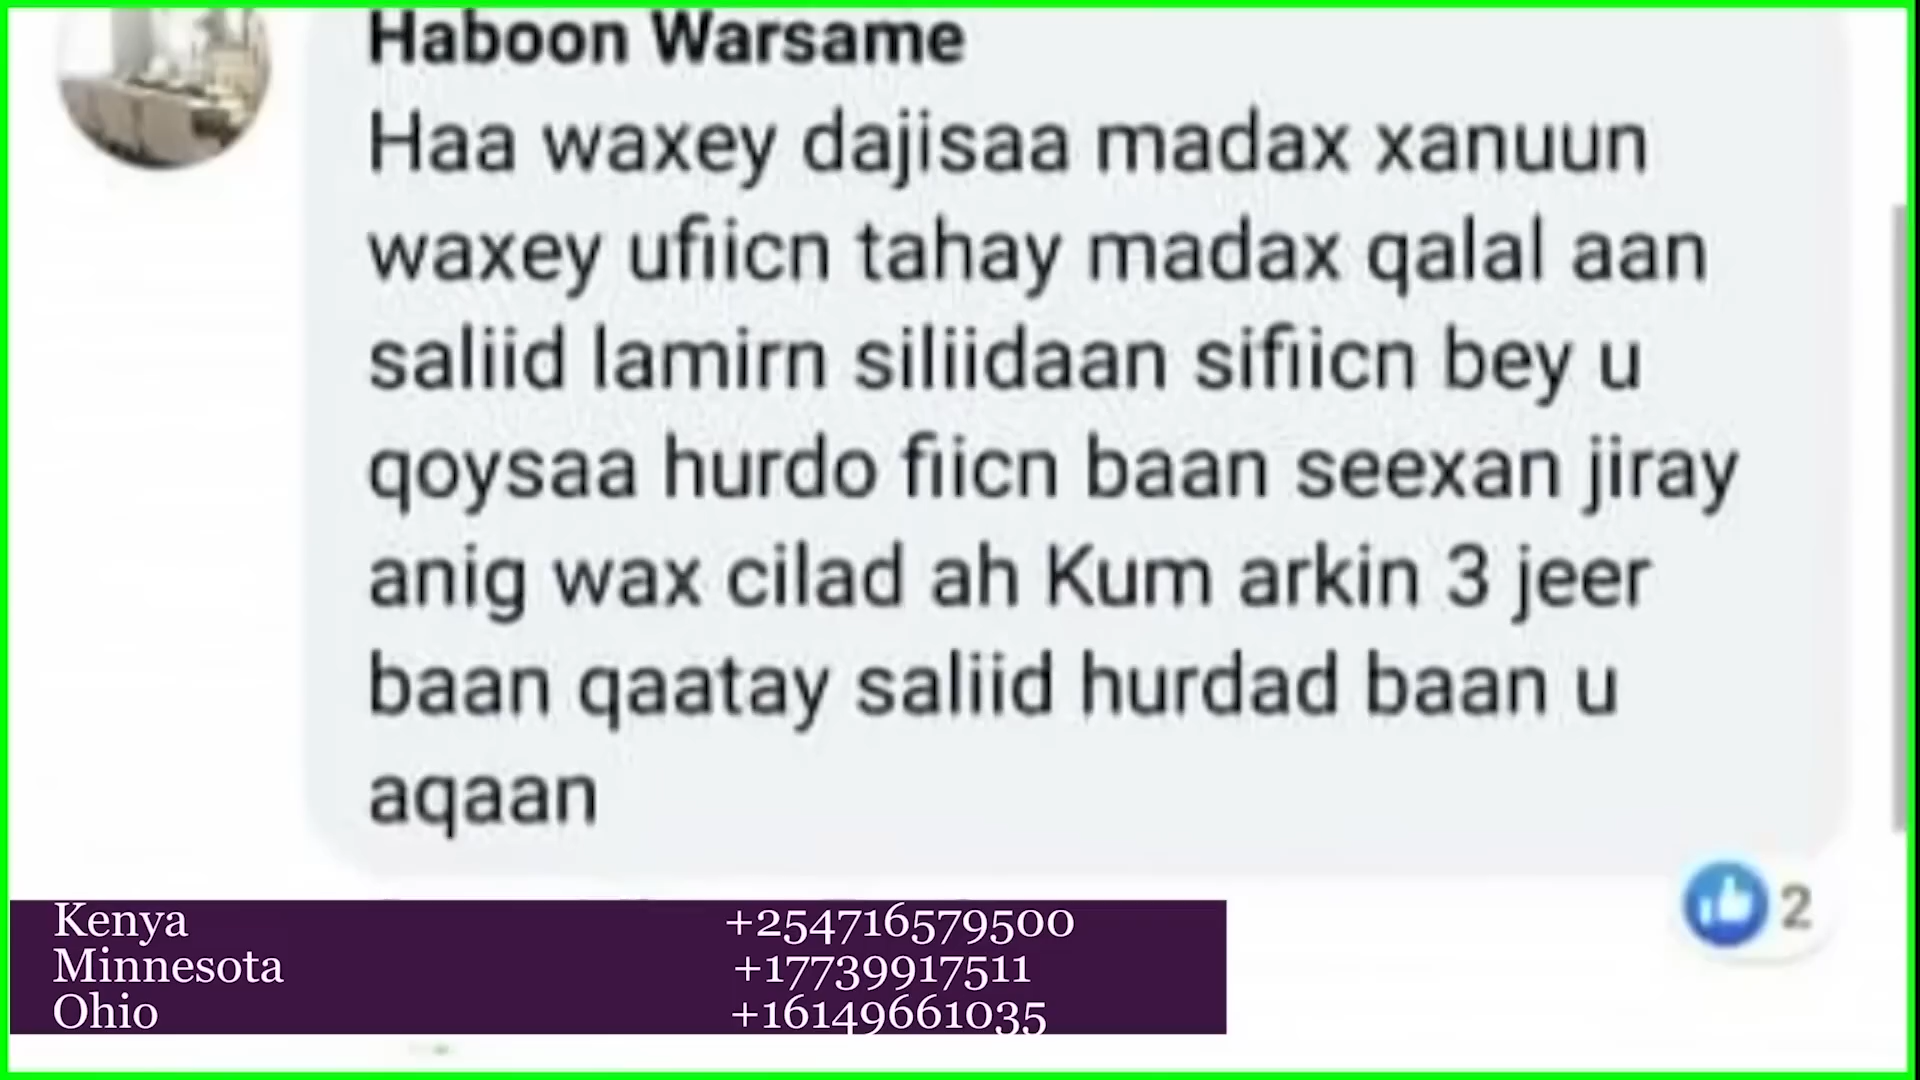 Haboon Warsame
Haa waxey dajisaa madax xanuun
waxey ufiicn tahay madax qalal aan
saliid lamirn siliidaan sifiicn bey u
qoysaa hurdo fiicn baan seexan jiray
anig wax cilad ah Kum arkin 3 jeer
baan qaatay saliid hurdad baan u
aqaan
2
Kenya +254716579500
Minnesota +17739917511
Ohio +16149661035